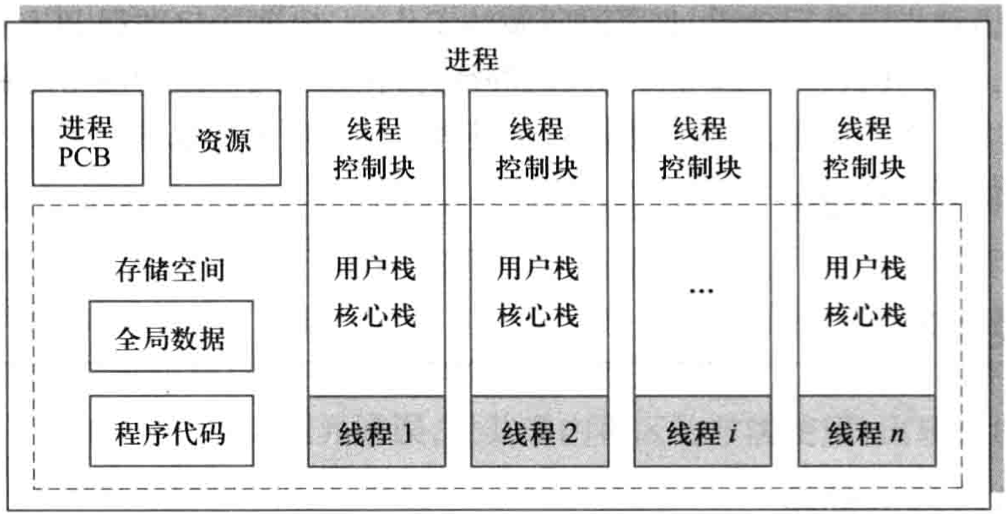 进程
进程
PCB
资源
线程
控制块
线程
控制块
线程
控制块
线程
控制块
存储空间
全局数据
程序代码
用户栈
核心栈
用户栈
核心栈
...
用户栈
核心栈
线程 1
线程 2
线程 i
线程 n